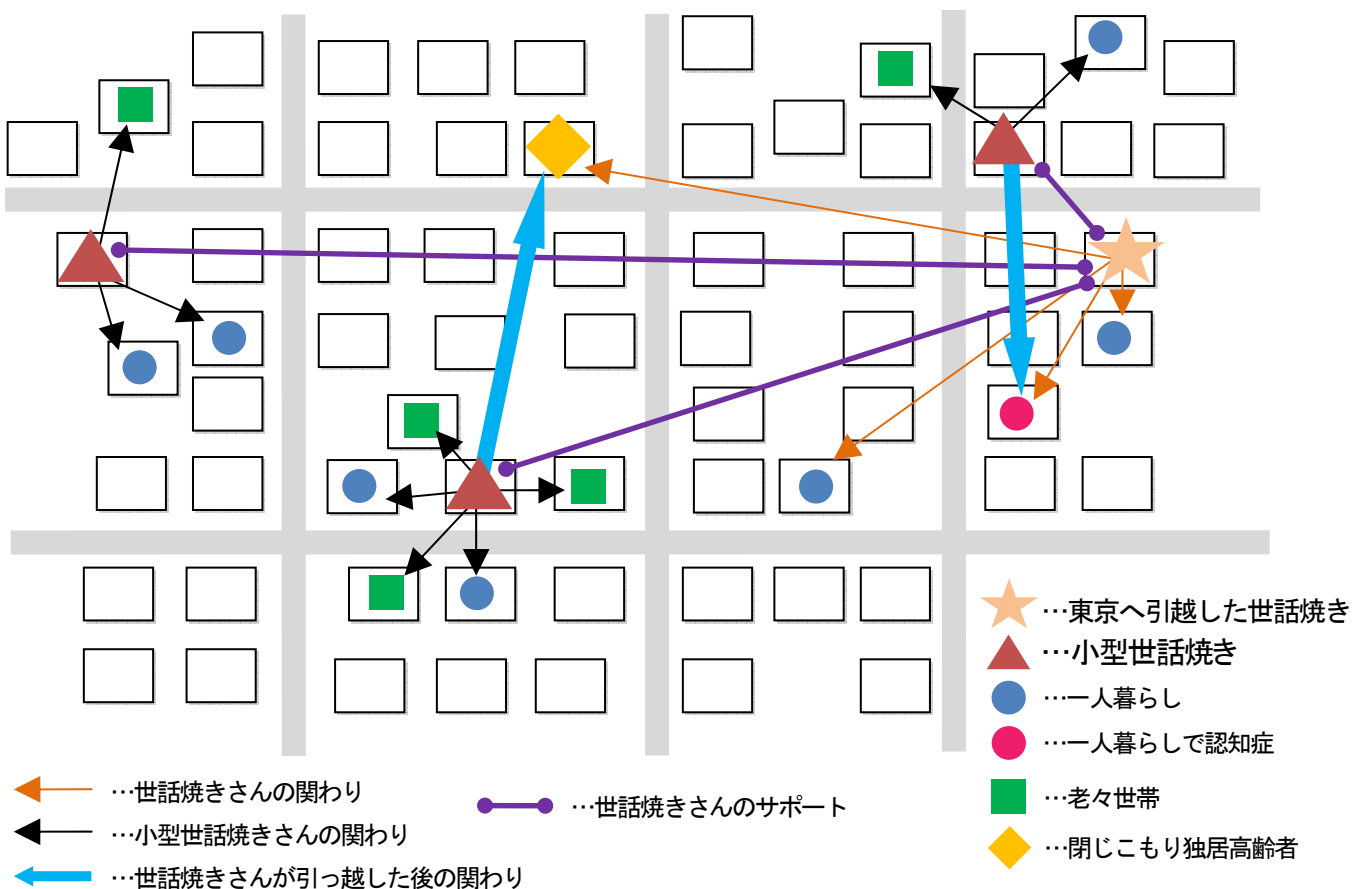 …東京へ引越した世話焼き
…小型世話焼き
…一人暮らし
…一人暮らしで認知症
…老々世帯
…閉じこもり独居高齢者
…世話焼きさんの関わり
…小型世話焼きさんの関わり
…世話焼きさんが引っ越した後の関わり
…世話焼きさんのサポート